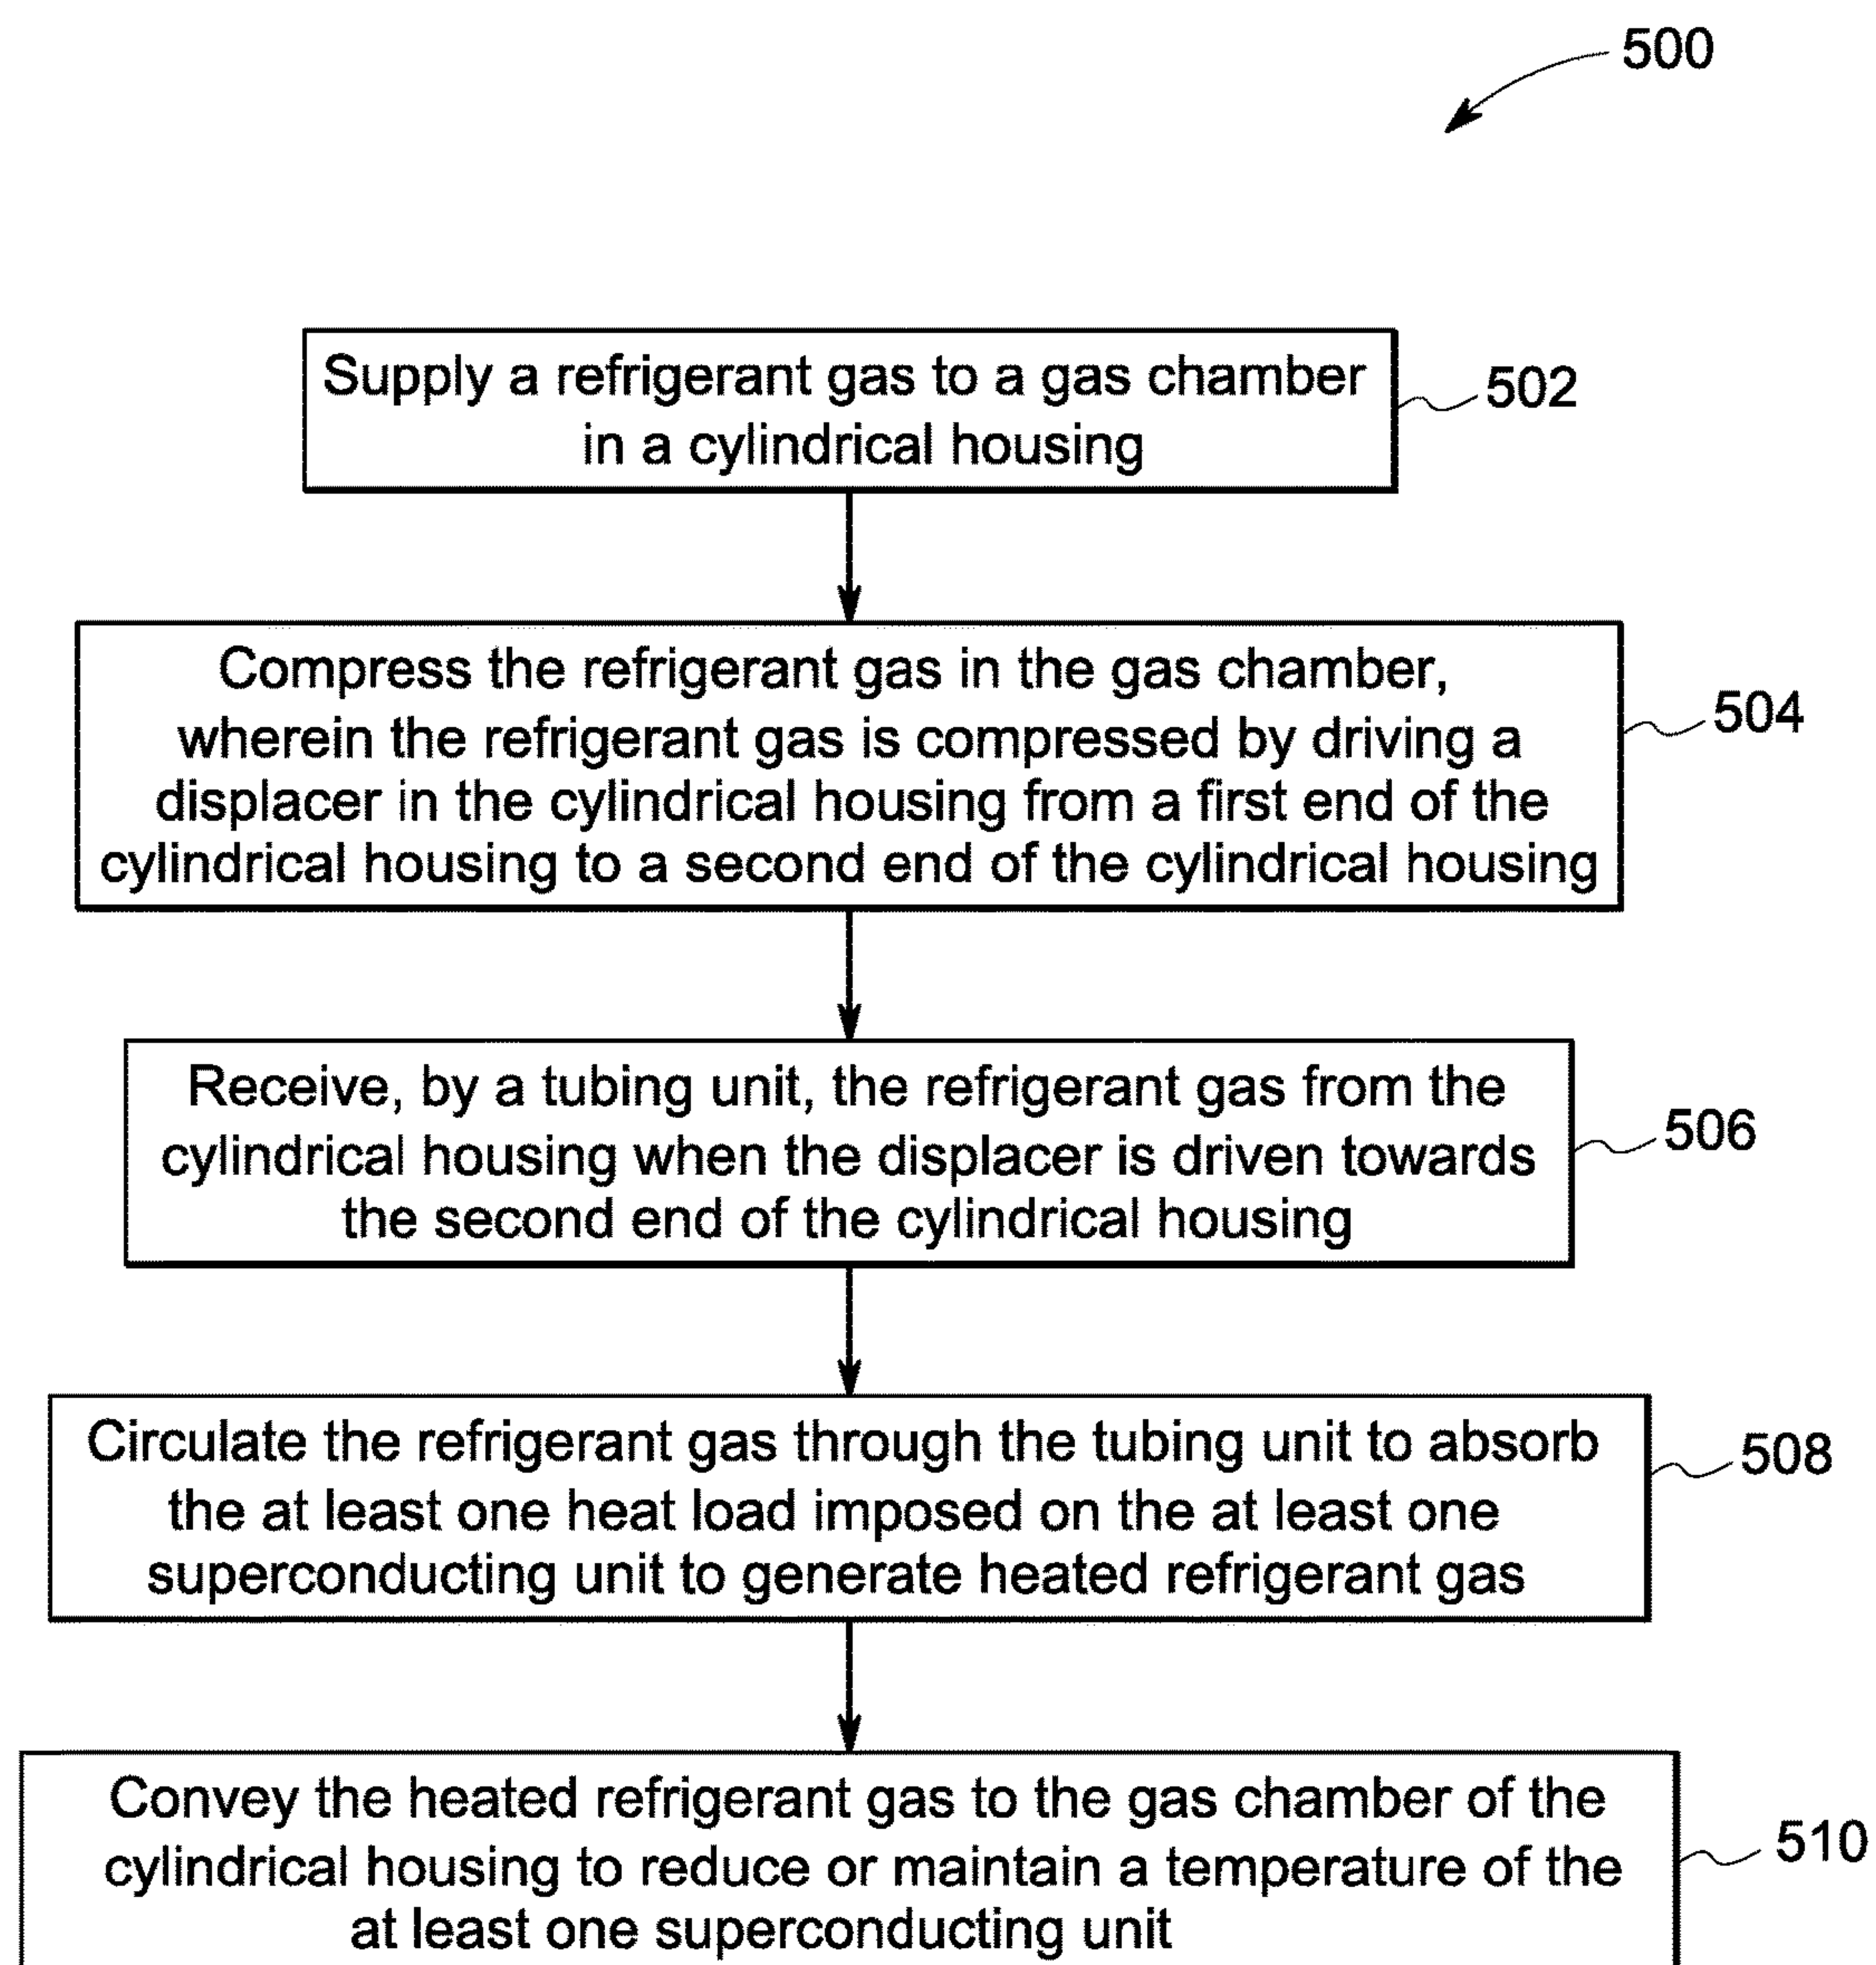 500
Supply a refrigerant gas to a gas chamber
in a cylindrical housing
502
Compress the refrigerant gas in the gas chamber,
wherein the refrigerant gas is compressed by driving a
displacer in the cylindrical housing from a first end of the
cylindrical housing to a second end of the cylindrical housing
504
Receive, by a tubing unit, the refrigerant gas from the
cylindrical housing when the displacer is driven towards
the second end of the cylindrical housing
506
Circulate the refrigerant gas through the tubing unit to absorb
the at least one heat load imposed on the at least one
superconducting unit to generate heated refrigerant gas
508
Convey the heated refrigerant gas to the gas chamber of the
cylindrical housing to reduce or maintain a temperature of the
at least one superconducting unit
510